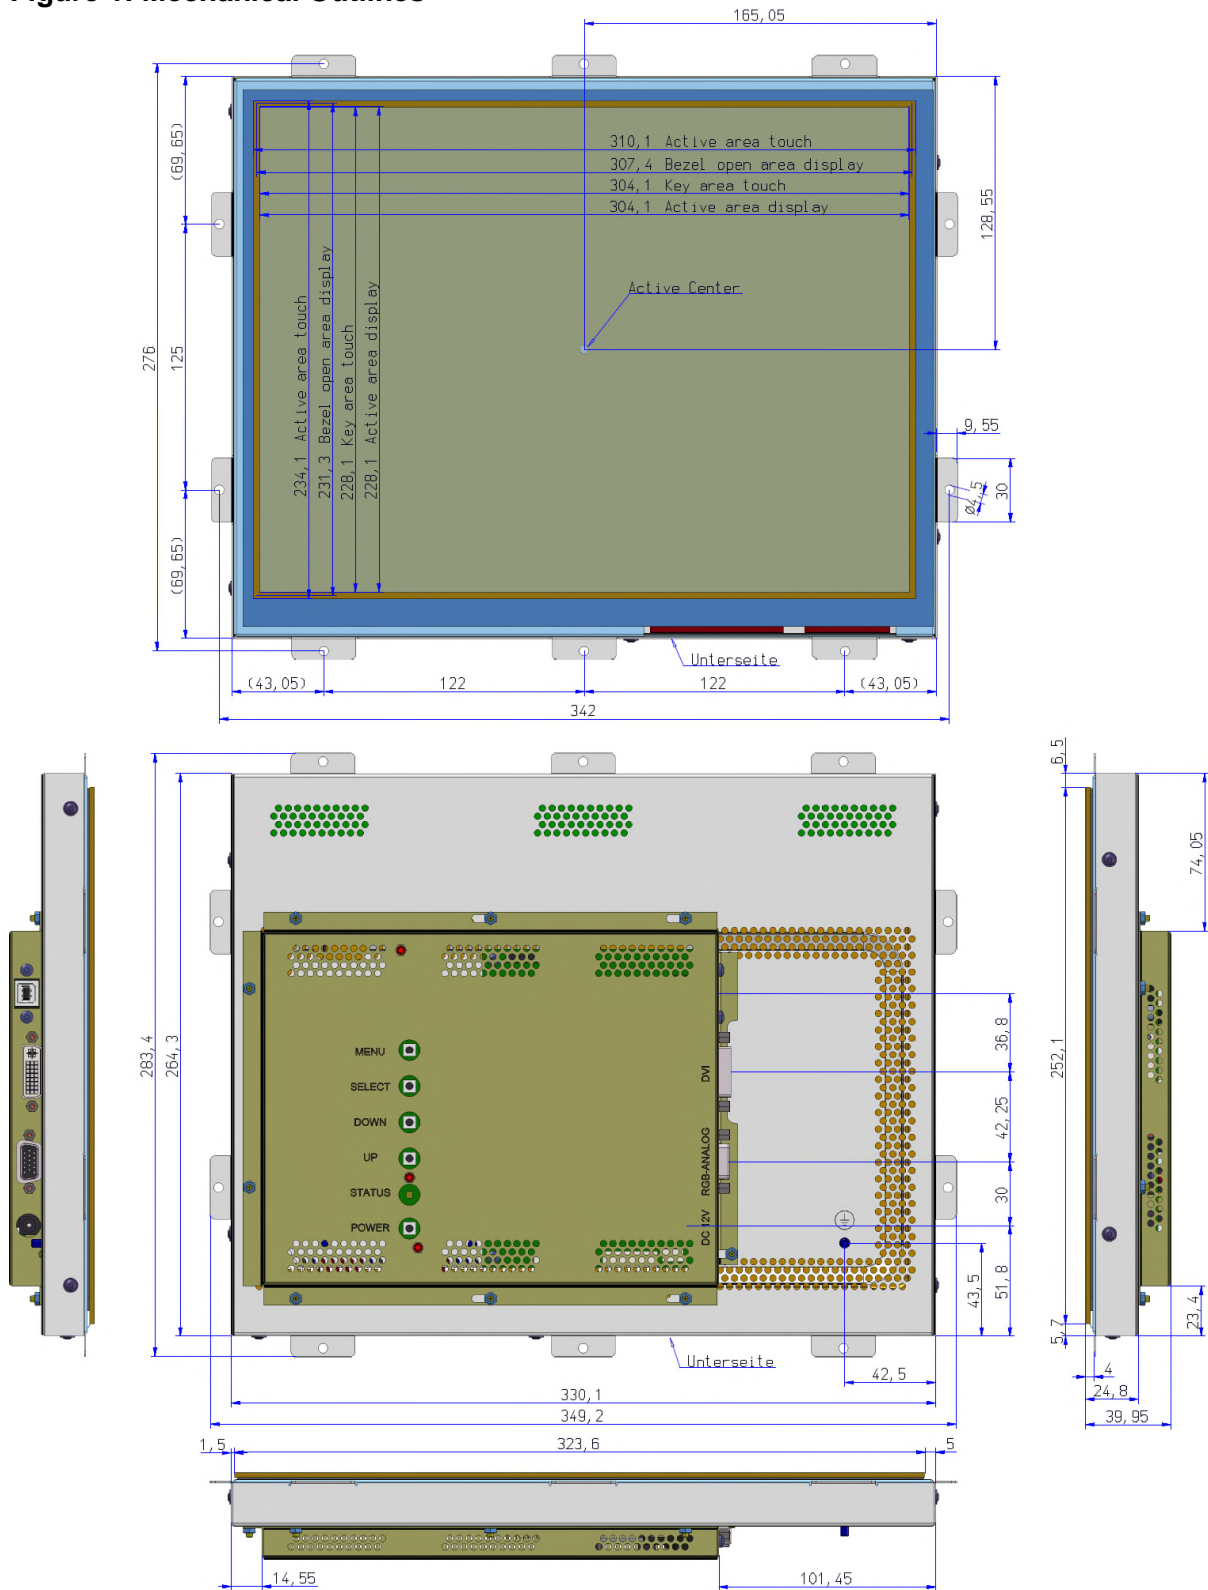 165,05
310,1 Active area touch
307,4 Bezel open area display
304,1 Key area touch
304,1 Active area display
(69,65)
128,55
Active Center
234,1 Active area touch
231,3 Bezel open area display
228,1 Key area touch
228,1 Active area display
276
125
9,55
ø4,5
30
(69,65)
Unterseite
(43,05)
122
122
(43,05)
342
6,5
74,05
283,4
264,3
36,8
252,1
MENU
DVI
SELECT
42,25
DOWN
UP
RGB-ANALOG
STATUS
30
POWER
DC 12V
43,5
51,8
23,4
5,7
Unterseite
42,5
4
24,8
39,95
330,1
349,2
1,5
323,6
5
14,55
101,45